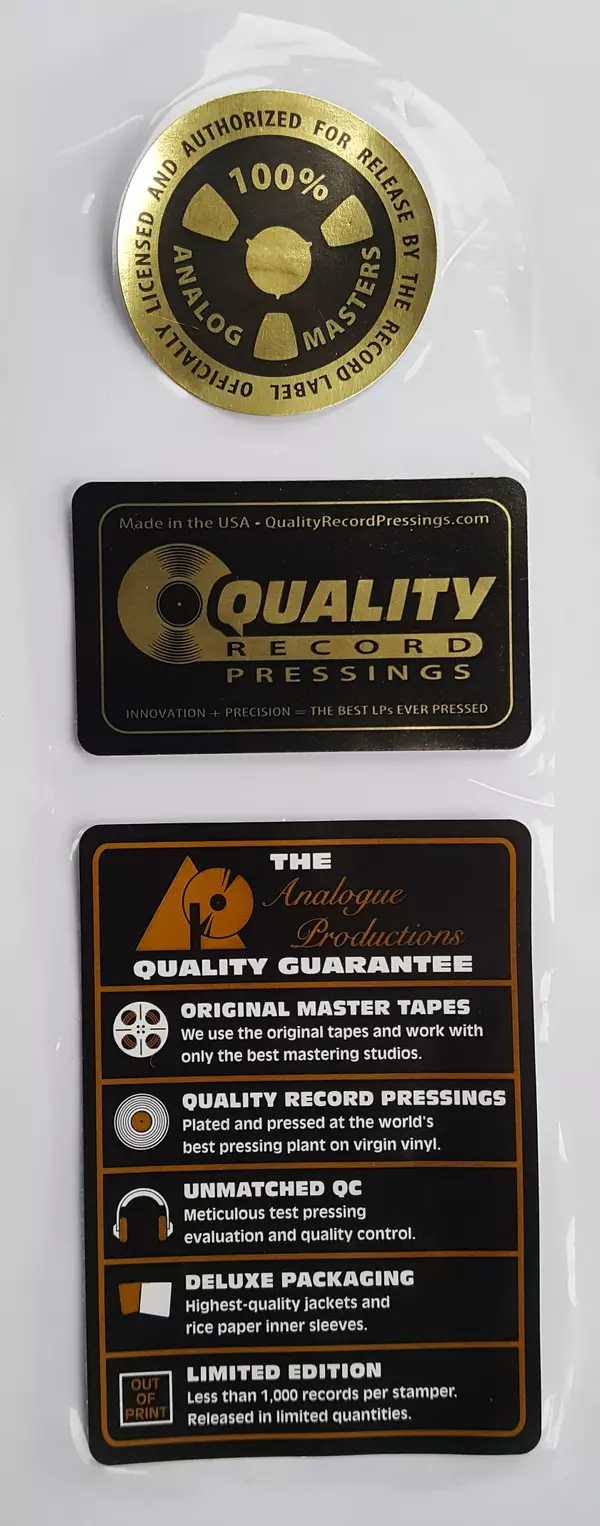 OFFICIALLY LICENSED AND AUTHORIZED FOR RELEASE BY THE RECORD LABEL
100%
ANALOG MASTERS
Made in the USA • QualityRecordPressings.com
QUALITY
RECORD
PRESSINGS
INNOVATION + PRECISION = THE BEST LPs EVER PRESSED
THE
Analogue
Productions
QUALITY GUARANTEE
ORIGINAL MASTER TAPES
We use the original tapes and work with
only the best mastering studios.
QUALITY RECORD PRESSINGS
Plated and pressed at the world's
best pressing plant on virgin vinyl.
UNMATCHED QC
Meticulous test pressing
evaluation and quality control.
DELUXE PACKAGING
Highest-quality jackets and
rice paper inner sleeves.
OUT
OF
PRINT
LIMITED EDITION
Less than 1,000 records per stamper.
Released in limited quantities.